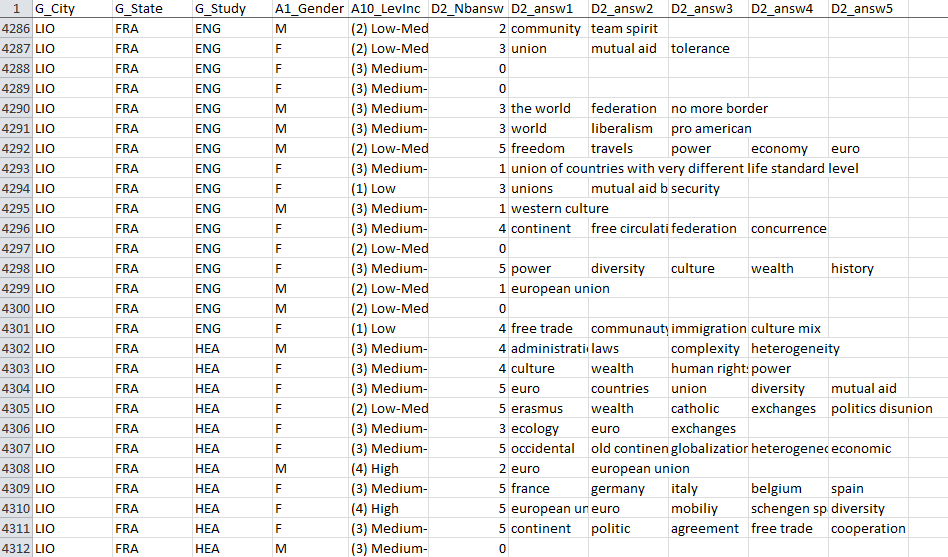 1 G_City G_State G_Study A1_Gender A10_LevInc D2_Nbansw D2_answ1 D2_answ2 D2_answ3 D2_answ4 D2_answ5
4286 LIO FRA ENG M (2) Low-Med 2 community team spirit
4287 LIO FRA ENG F (2) Low-Med 3 union mutual aid tolerance
4288 LIO FRA ENG F (3) Medium- 0
4289 LIO FRA ENG F (3) Medium- 0
4290 LIO FRA ENG M (3) Medium- 3 the world federation no more border
4291 LIO FRA ENG M (3) Medium- 3 world liberalism pro american
4292 LIO FRA ENG M (2) Low-Med 5 freedom travels power economy euro
4293 LIO FRA ENG F (3) Medium- 1 union of countries with very different life standard level
4294 LIO FRA ENG F (1) Low 3 unions mutual aid b security
4295 LIO FRA ENG M (3) Medium- 1 western culture
4296 LIO FRA ENG F (3) Medium- 4 continent free circulati federation concurrence
4297 LIO FRA ENG F (2) Low-Med 0
4298 LIO FRA ENG F (3) Medium- 5 power diversity culture wealth history
4299 LIO FRA ENG M (2) Low-Med 1 european union
4300 LIO FRA ENG M (2) Low-Med 0
4301 LIO FRA ENG F (1) Low 4 free trade communauty immigration culture mix
4302 LIO FRA HEA M (3) Medium- 4 administrati laws complexity heterogeneity
4303 LIO FRA HEA F (3) Medium- 4 culture wealth human rights power
4304 LIO FRA HEA F (3) Medium- 5 euro countries union diversity mutual aid
4305 LIO FRA HEA F (2) Low-Med 5 erasmus wealth catholic exchanges politics disunion
4306 LIO FRA HEA F (3) Medium- 3 ecology euro exchanges
4307 LIO FRA HEA F (3) Medium- 5 occidental old continen globalization heterogenec economic
4308 LIO FRA HEA M (4) High 2 euro european union
4309 LIO FRA HEA F (3) Medium- 5 france germany italy belgium spain
4310 LIO FRA HEA F (4) High 5 european un euro mobiliy schengen sp diversity
4311 LIO FRA HEA F (3) Medium- 5 continent politic agreement free trade cooperation
4312 LIO FRA HEA M (3) Medium- 0